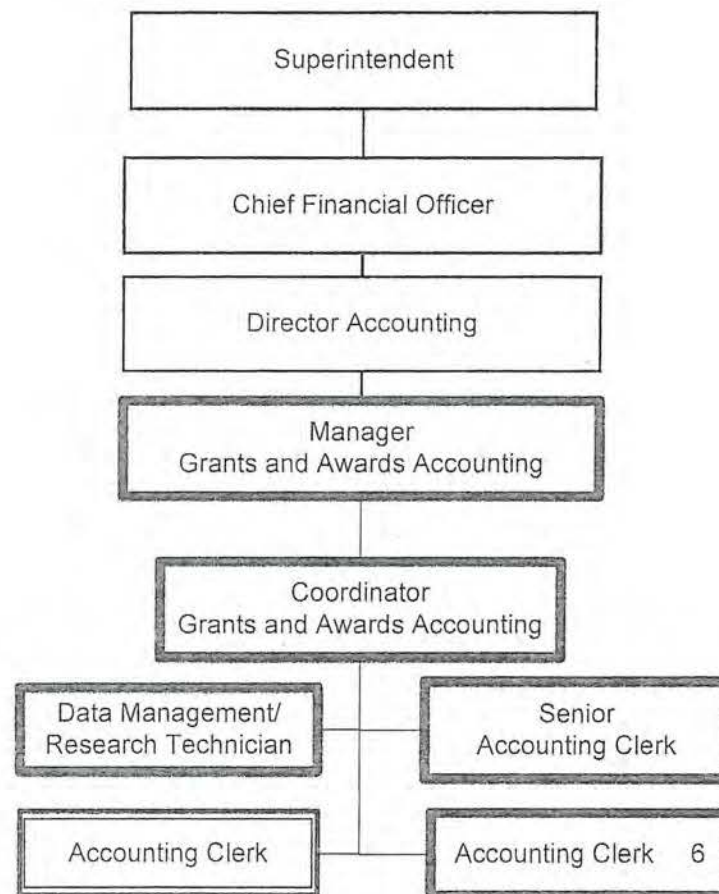 Superintendent
Chief Financial Officer
Director Accounting
Manager
Grants and Awards Accounting
Coordinator
Grants and Awards Accounting
Data Management/
Research Technician
Senior
Accounting Clerk
Accounting Clerk
Accounting Clerk 6